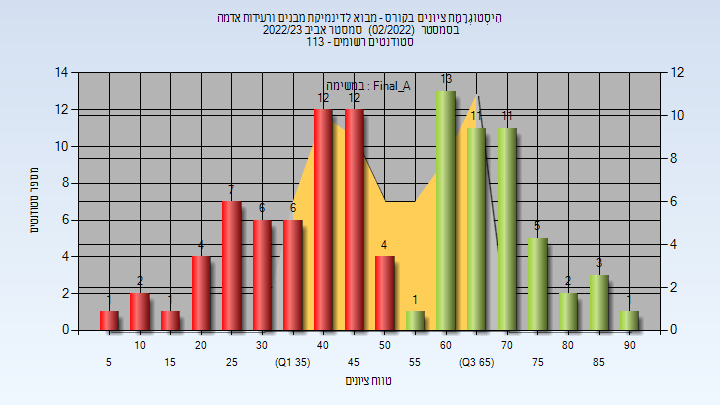 היסטוגרמת ציונים בקורס - מבוא לדינמיקת מבנים ורעידות אדמה
בסמסטר (02/2022) סמסטר אביב 2022/23
סטודנטים רשומים - 113
במשימה : Final_A
מספר סטודנטים
14 12 10 8 6 4 2 0
12 10 8 6 4 2 0
1 2 1 4 7 6 6 12 12 4 1 13 11 11 5 2 3 1
10 20 30 40 50 60 70 80 90
5 15 25 (Q1 35) 45 55 (Q3 65) 75 85
טווח ציונים